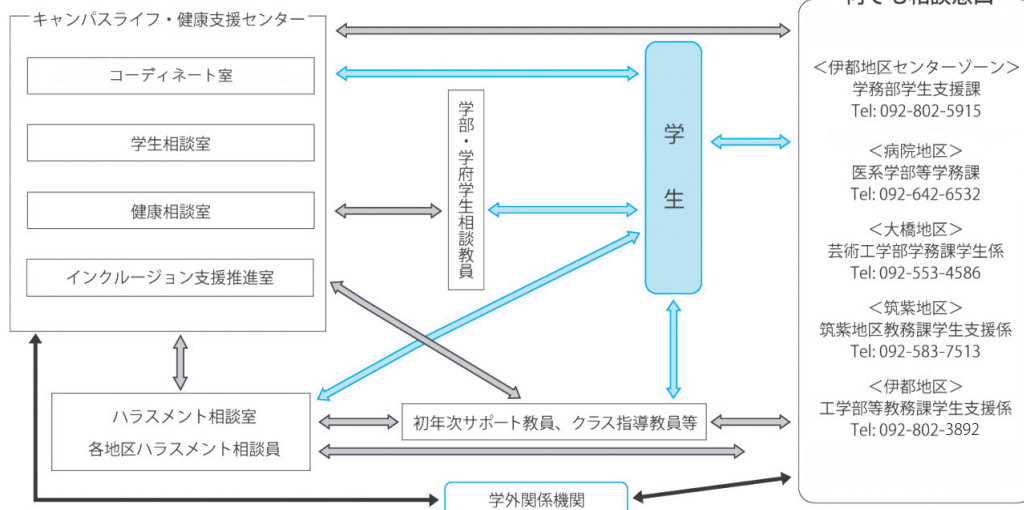 キャンパスライフ・健康支援センター
コーディネート室
学生相談室
健康相談室
インクルージョン支援推進室
学部・学府学生相談教員
学生
何でも相談窓口
<伊都地区センターゾーン>
学務部学生支援課
Tel: 092-802-5915
<病院地区>
医系学部等学務課
Tel: 092-642-6532
<大橋地区>
芸術工学部学務課学生係
Tel: 092-553-4586
<筑紫地区>
筑紫地区教務課学生支援係
Tel: 092-583-7513
<伊都地区>
工学部等教務課学生支援係
Tel: 092-802-3892
ハラスメント相談室
各地区ハラスメント相談員
初年次サポート教員、クラス指導教員等
学外関係機関